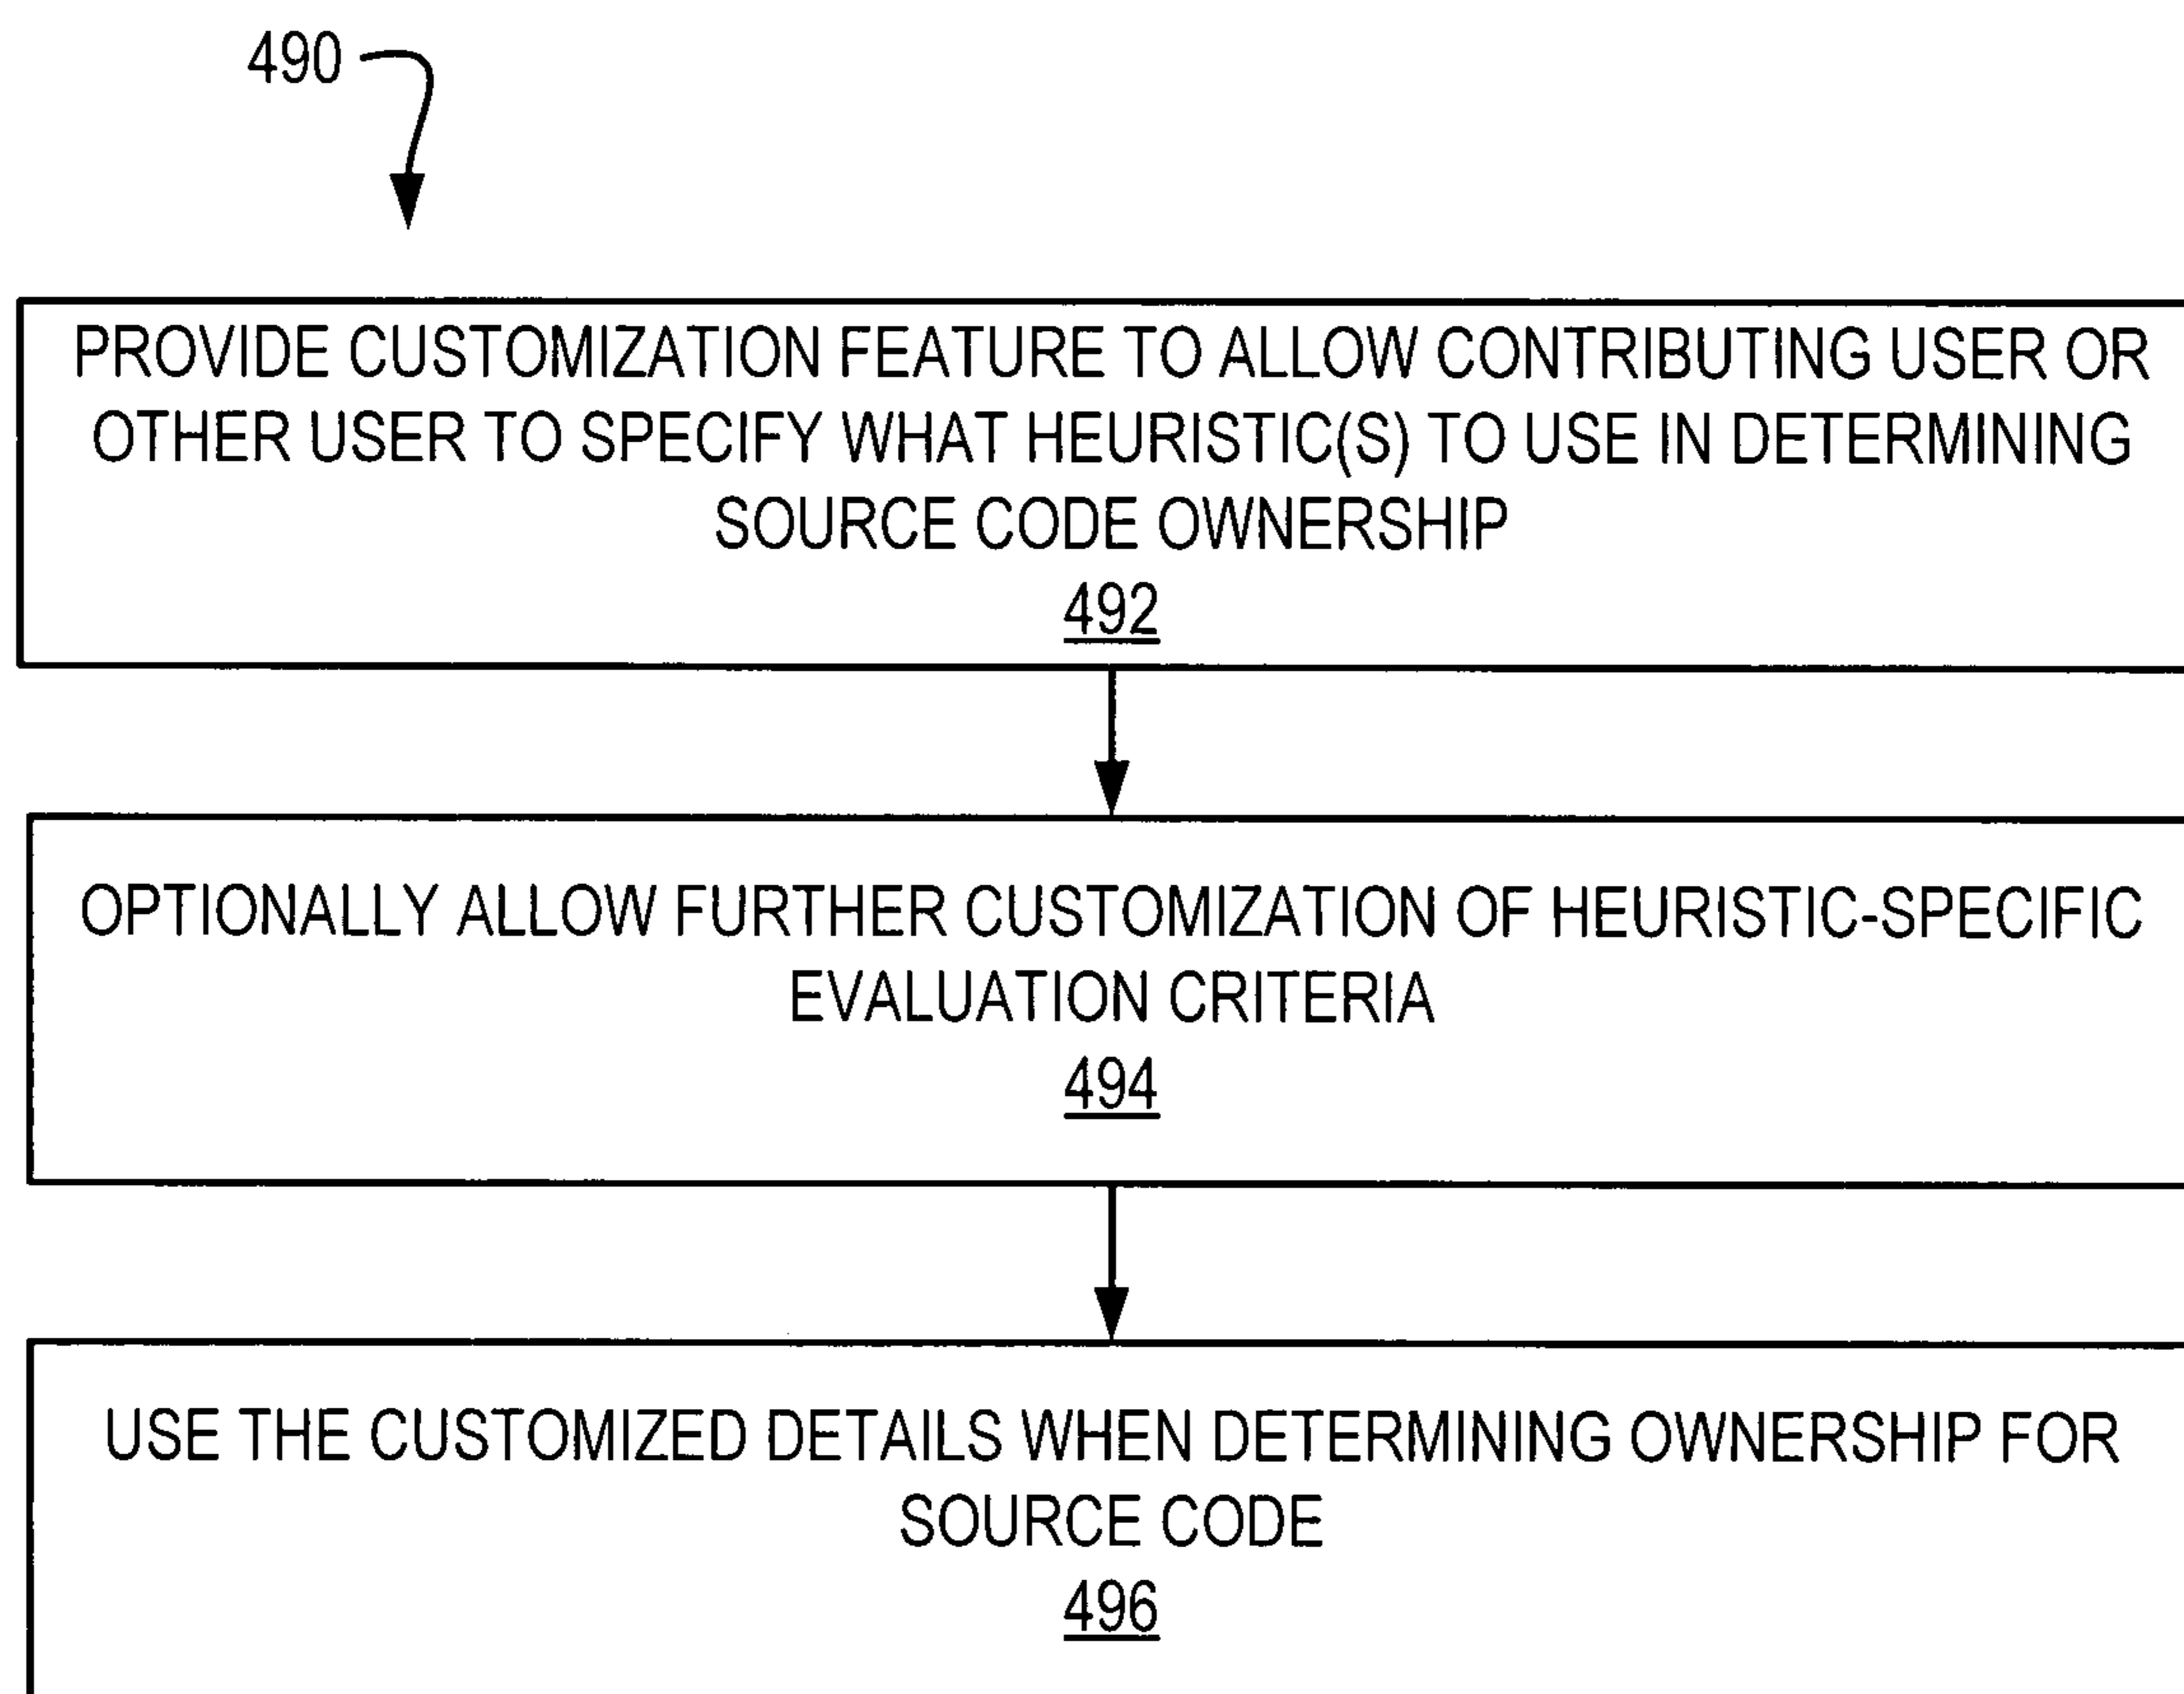 490
PROVIDE CUSTOMIZATION FEATURE TO ALLOW CONTRIBUTING USER OR
OTHER USER TO SPECIFY WHAT HEURISTIC(S) TO USE IN DETERMINING
SOURCE CODE OWNERSHIP
492
OPTIONALLY ALLOW FURTHER CUSTOMIZATION OF HEURISTIC-SPECIFIC
EVALUATION CRITERIA
494
USE THE CUSTOMIZED DETAILS WHEN DETERMINING OWNERSHIP FOR
SOURCE CODE
496